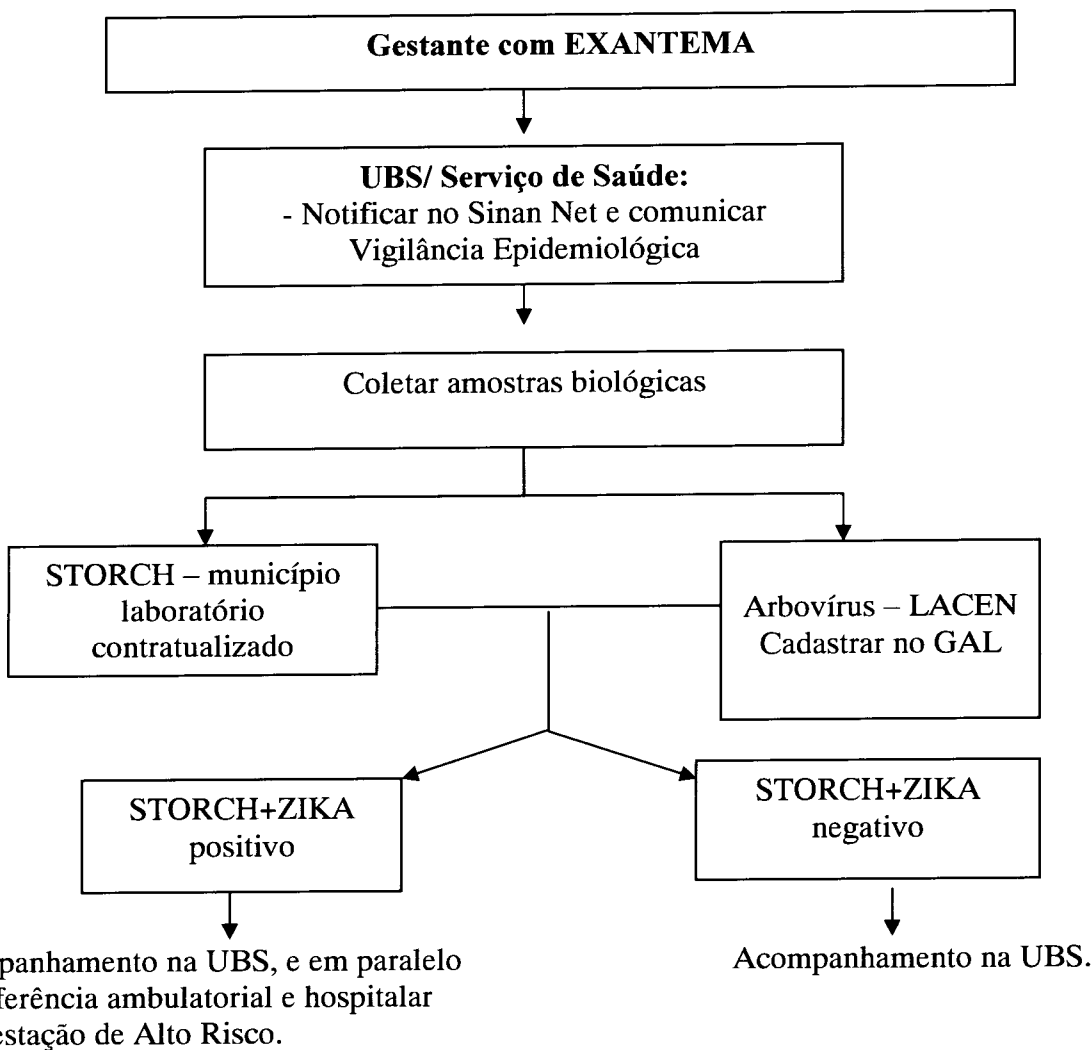 Gestante com EXANTEMA
UBS/ Serviço de Saúde:
- Notificar no Sinan Net e comunicar
Vigilância Epidemiológica
Coletar amostras biológicas
STORCH – município
laboratório
contratualizado
Arbovírus – LACEN
Cadastrar no GAL
STORCH+ZIKA
positivo
STORCH+ZIKA
negativo
panhamento na UBS, e em paralelo
ferência ambulatorial e hospitalar
estação de Alto Risco.
Acompanhamento na UBS.